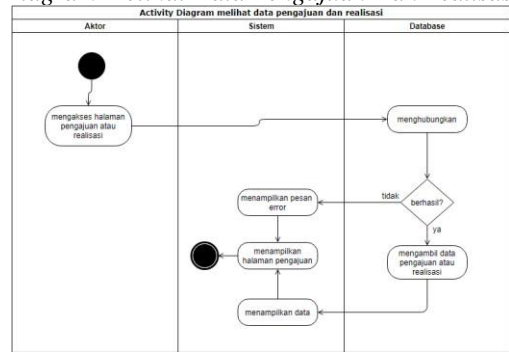 Activity Diagram melihat data pengajuan dan realisasi
Aktor
Sistem
Database
mengakses halaman
pengajuan atau
realisasi
menghubungkan
tidak
berhasil?
menampilkan pesan
error
ya
menampilkan
halaman pengajuan
mengambil data
pengajuan atau
realisasi
menampilkan data